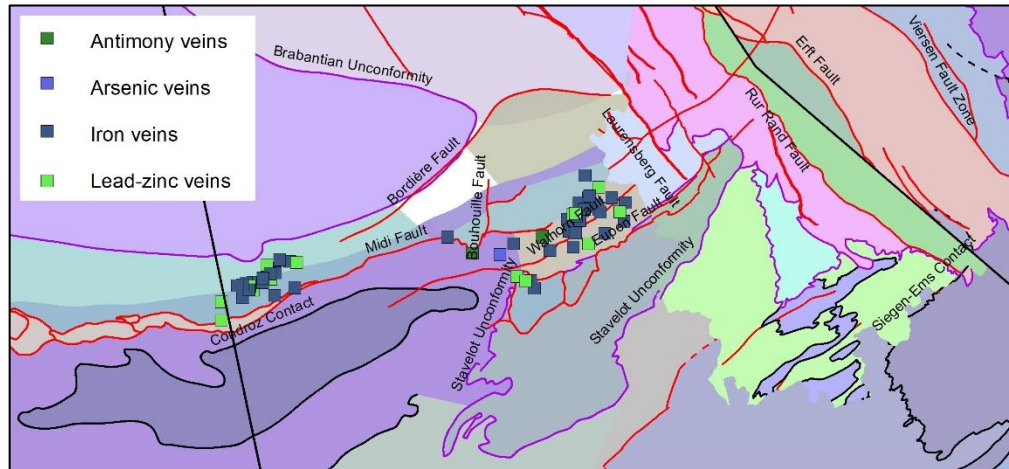 Antimony veins
Arsenic veins
Iron veins
Lead-zinc veins
Brabantian Unconformity
Bordière Fault
Midi Fault
Bouhouille Fault
Condroz Contact
Stavelot Unconformity
Walhorn Fault
Eupen Fault
Laurensberg Fault
Stavelot Unconformity
Rur Rand Fault
Erft Fault
Viersen Fault Zone
Siegen-Ems Contact